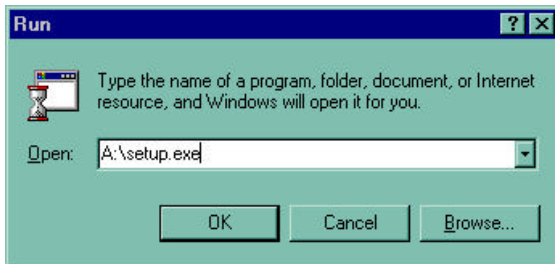 Run
Type the name of a program, folder, document, or Internet
resource, and Windows will open it for you.
Open: A:\setup.exe
OK Cancel Browse...